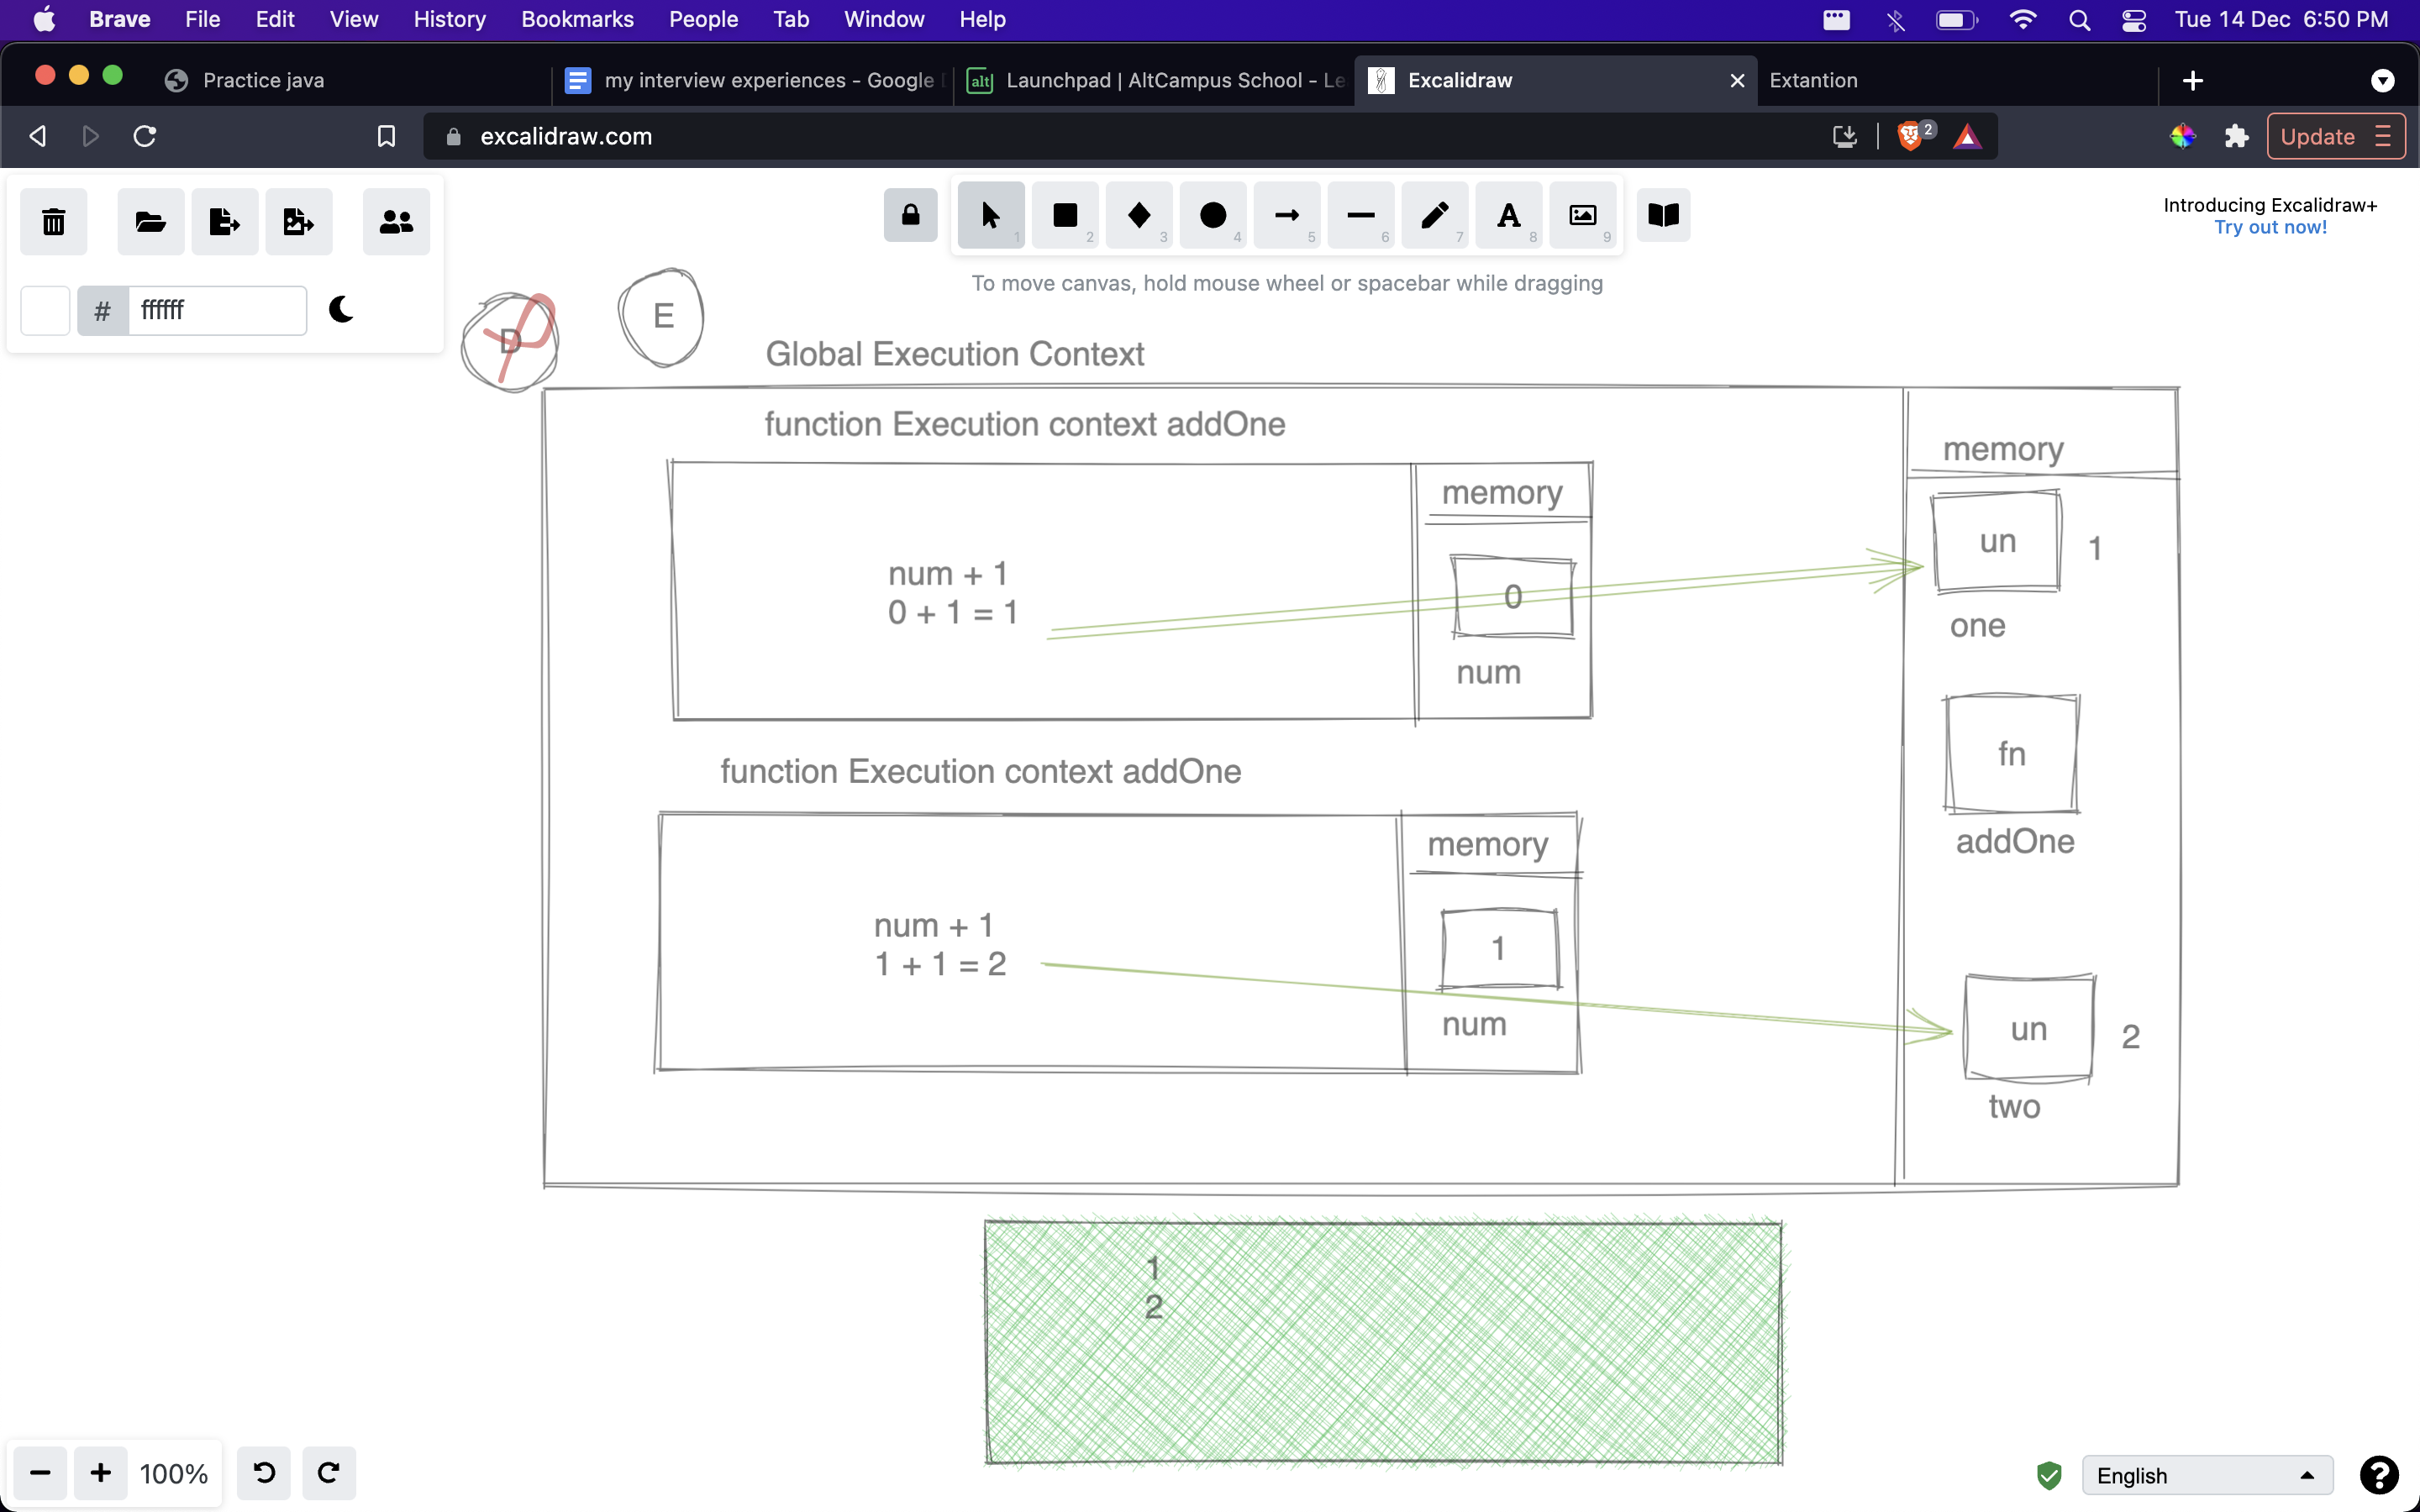 Brave File Edit View History Bookmarks People Tab Window Help Tue 14 Dec 6:50 PM
Practice java
my interview experiences - Google
alt Launchpad | AltCampus School - Le
Excalidraw
Extantion
excalidraw.com
2
Update
1 2 3 4 5 6 7 8 9
A
Introducing Excalidraw+
Try out now!
To move canvas, hold mouse wheel or spacebar while dragging
# ffffff
D
E
Global Execution Context
function Execution context addOne
memory
memory
num + 1
0 + 1 = 1
0
num
un 1
one
fn
addOne
function Execution context addOne
memory
num + 1
1 + 1 = 2
1
num
un 2
two
1
2
100%
English
?